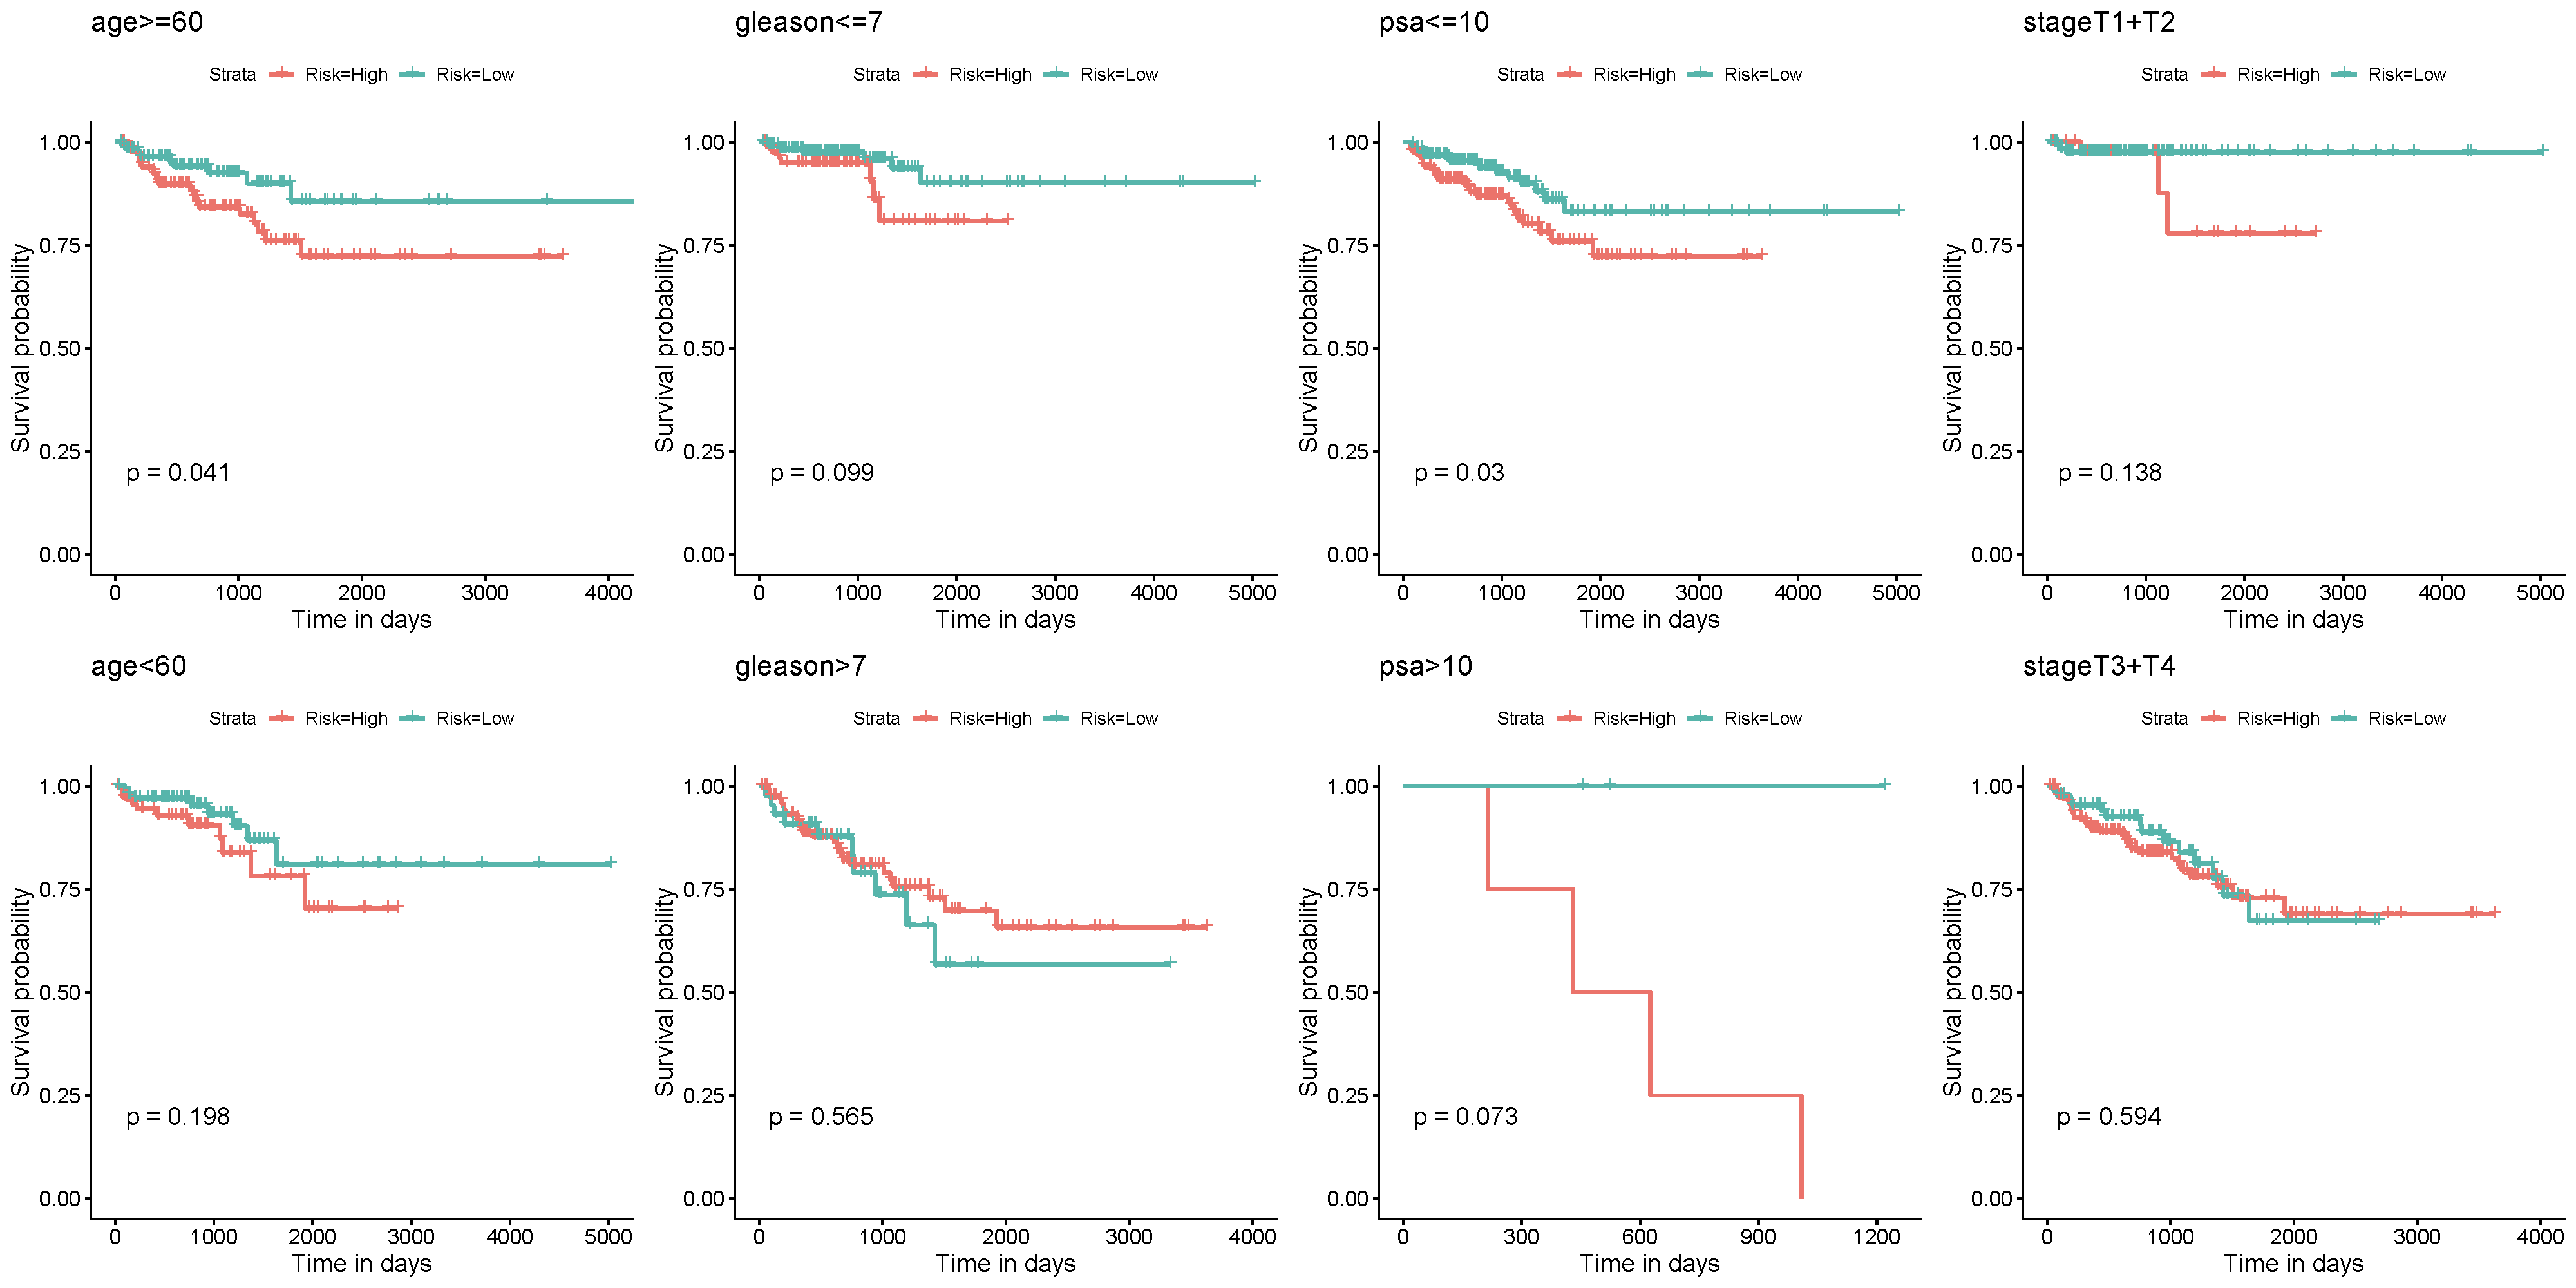 age>=60
Strata Risk=High Risk=Low
Survival probability
1.00
0.75
0.50
0.25
0.00
p = 0.041
0 1000 2000 3000 4000
Time in days
gleason<=7
Strata Risk=High Risk=Low
Survival probability
1.00
0.75
0.50
0.25
0.00
p = 0.099
0 1000 2000 3000 4000 5000
Time in days
psa<=10
Strata Risk=High Risk=Low
Survival probability
1.00
0.75
0.50
0.25
0.00
p = 0.03
0 1000 2000 3000 4000 5000
Time in days
stageT1+T2
Strata Risk=High Risk=Low
Survival probability
1.00
0.75
0.50
0.25
0.00
p = 0.138
0 1000 2000 3000 4000 5000
Time in days
age<60
Strata Risk=High Risk=Low
Survival probability
1.00
0.75
0.50
0.25
0.00
p = 0.198
0 1000 2000 3000 4000 5000
Time in days
gleason>7
Strata Risk=High Risk=Low
Survival probability
1.00
0.75
0.50
0.25
0.00
p = 0.565
0 1000 2000 3000 4000
Time in days
psa>10
Strata Risk=High Risk=Low
Survival probability
1.00
0.75
0.50
0.25
0.00
p = 0.073
0 300 600 900 1200
Time in days
stageT3+T4
Strata Risk=High Risk=Low
Survival probability
1.00
0.75
0.50
0.25
0.00
p = 0.594
0 1000 2000 3000 4000
Time in days